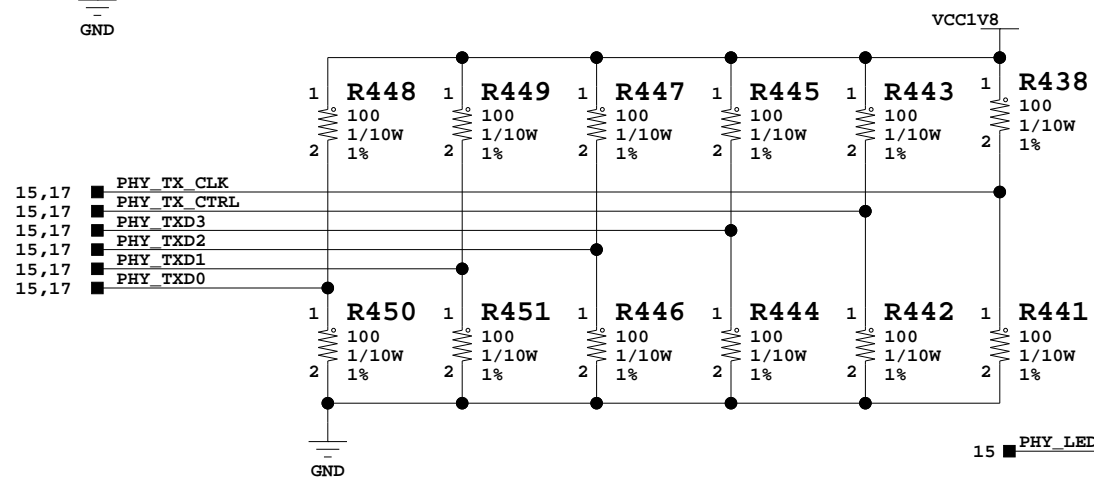 GND
VCC1V8
1 R448 100 1/10W 2 1%
1 R449 100 1/10W 2 1%
1 R447 100 1/10W 2 1%
1 R445 100 1/10W 2 1%
1 R443 100 1/10W 2 1%
1 R438 100 1/10W 2 1%
15,17 PHY_TX_CLK
15,17 PHY_TX_CTRL
15,17 PHY_TXD3
15,17 PHY_TXD2
15,17 PHY_TXD1
15,17 PHY_TXD0
1 R450 100 1/10W 2 1%
1 R451 100 1/10W 2 1%
1 R446 100 1/10W 2 1%
1 R444 100 1/10W 2 1%
1 R442 100 1/10W 2 1%
1 R441 100 1/10W 2 1%
15 PHY_LED
GND